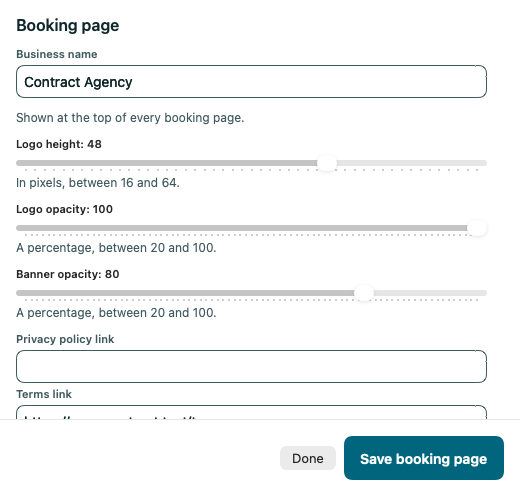 Booking page
Business name
Contract Agency
Shown at the top of every booking page.
Logo height: 48
In pixels, between 16 and 64.
Logo opacity: 100
A percentage, between 20 and 100.
Banner opacity: 80
A percentage, between 20 and 100.
Privacy policy link
Terms link
Done
Save booking page